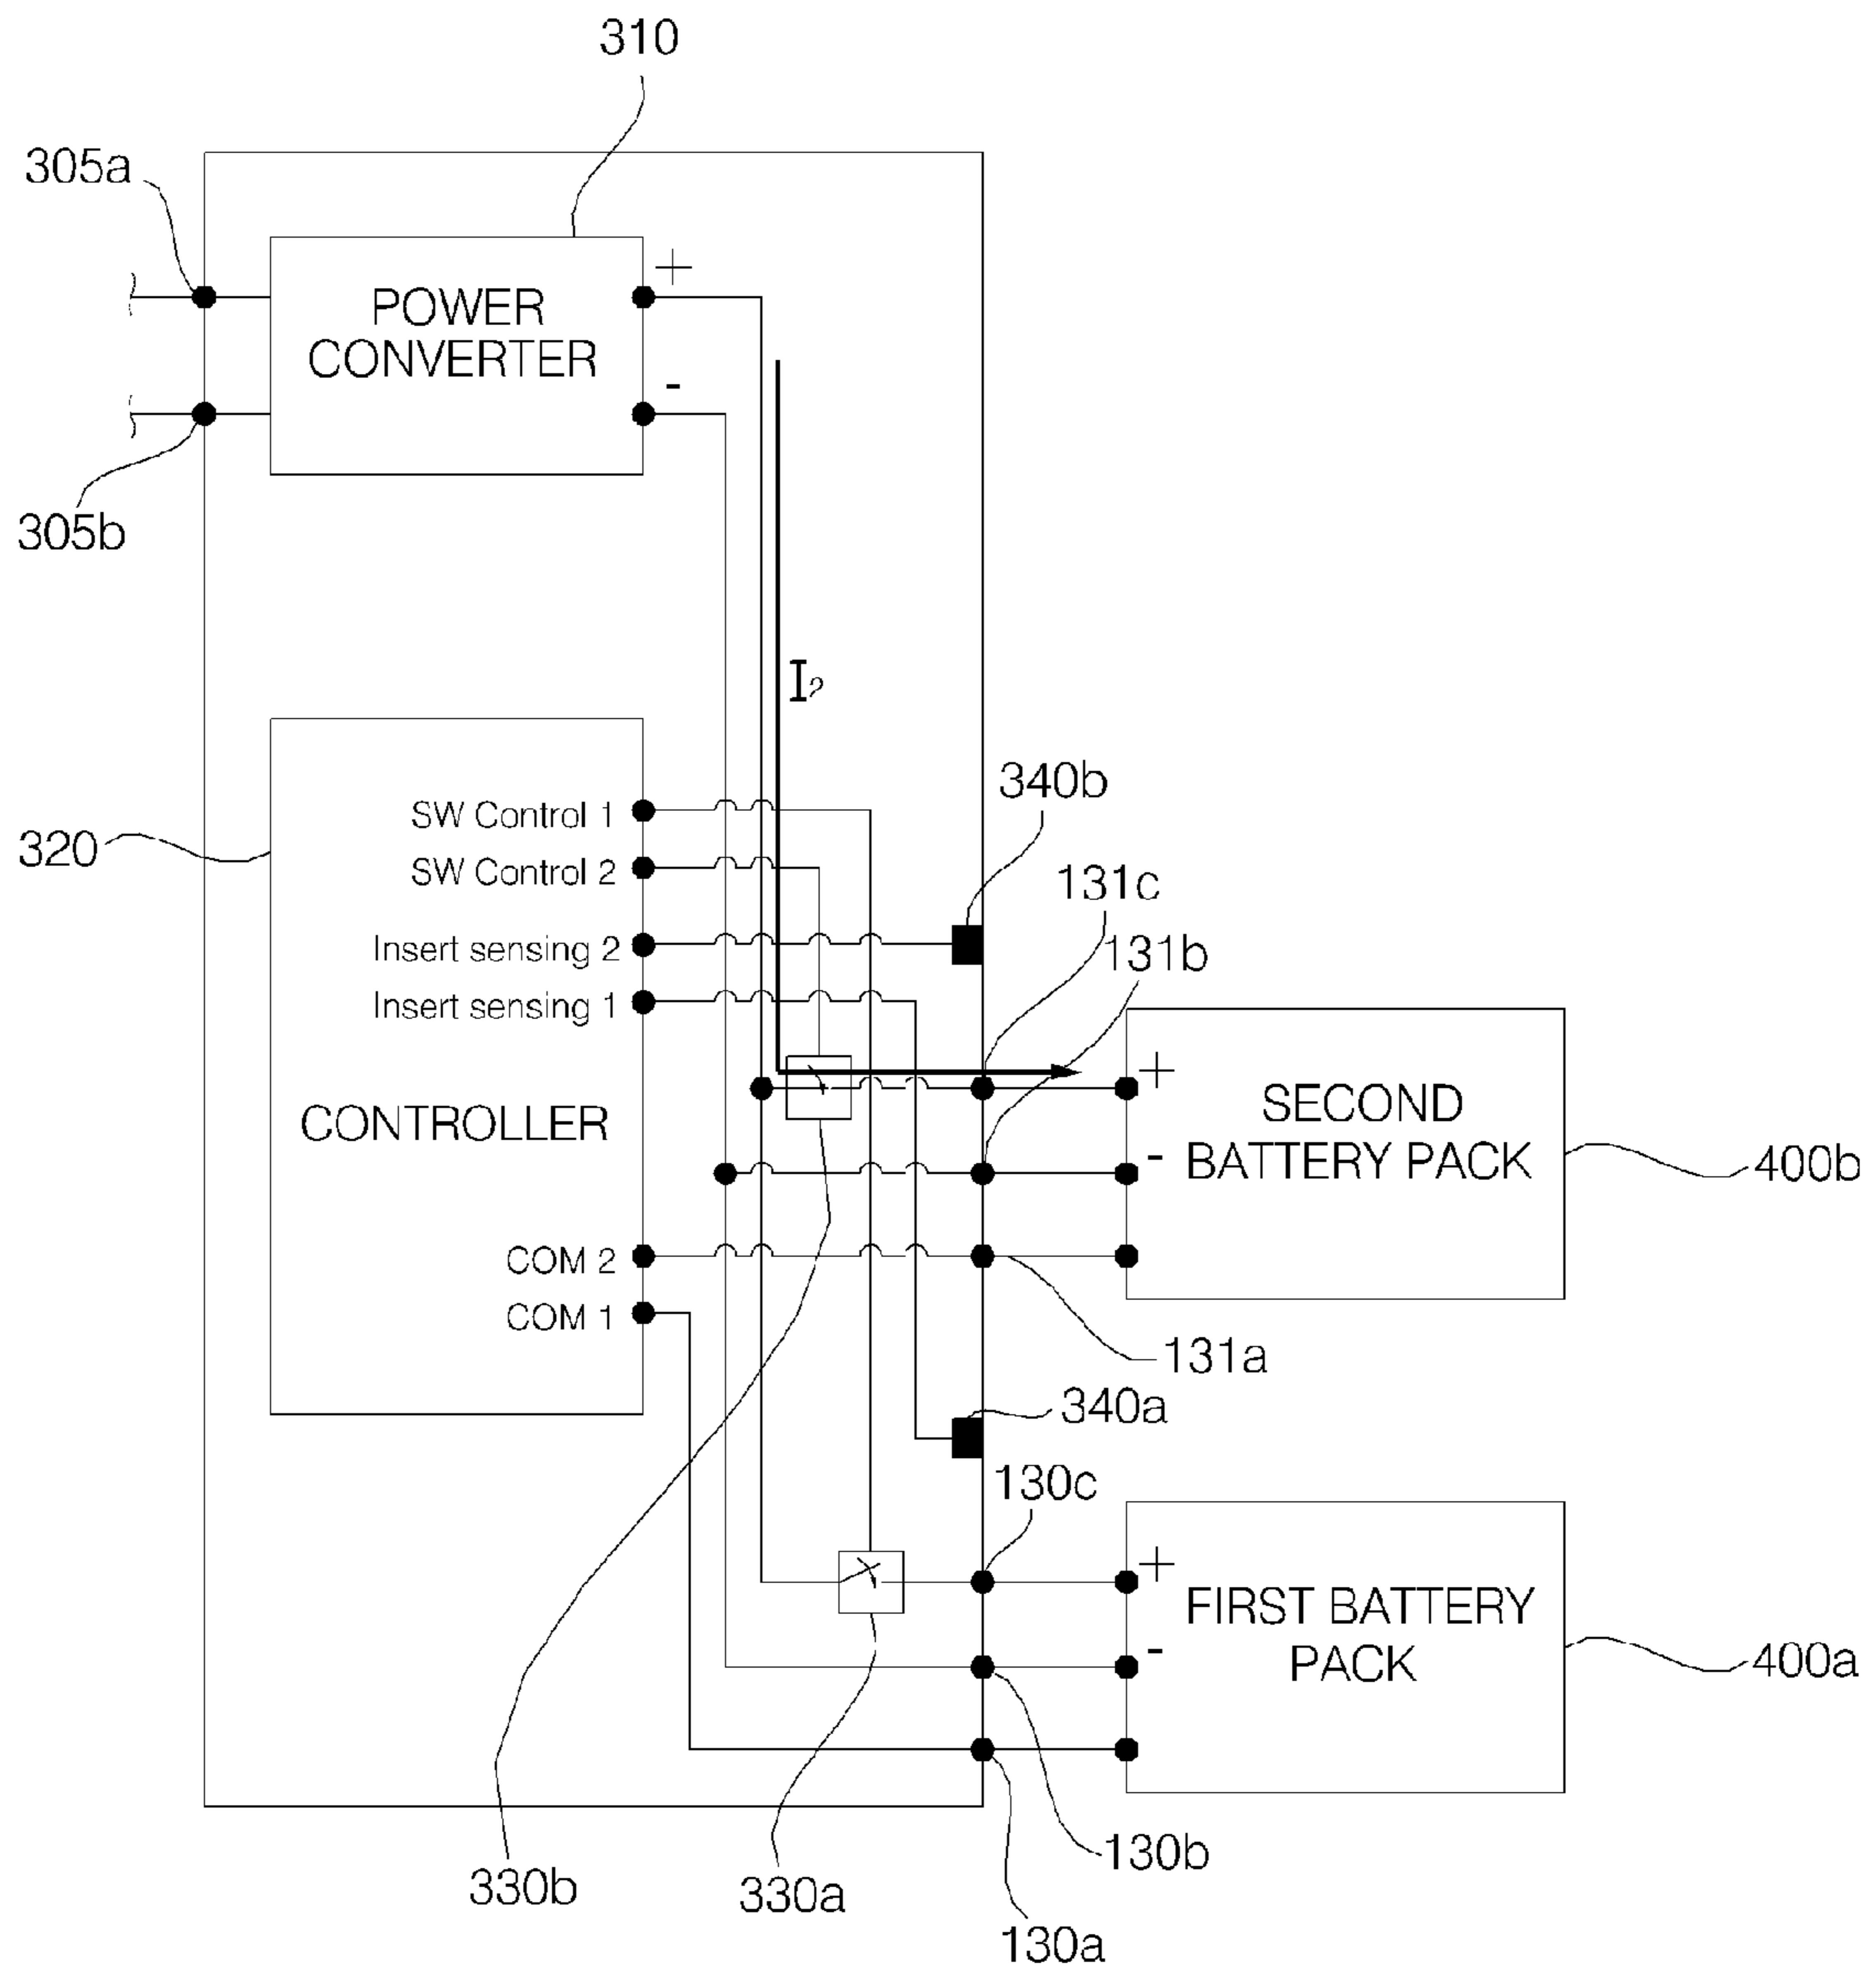 310
305a
+
POWER
CONVERTER
-
305b
I2
340b
SW Control 1
320
SW Control 2
131c
Insert sensing 2
131b
Insert sensing 1
+
SECOND
CONTROLLER
-
BATTERY PACK
400b
COM 2
COM 1
131a
340a
130c
+
FIRST BATTERY
-
PACK
400a
130b
330b
330a
130a